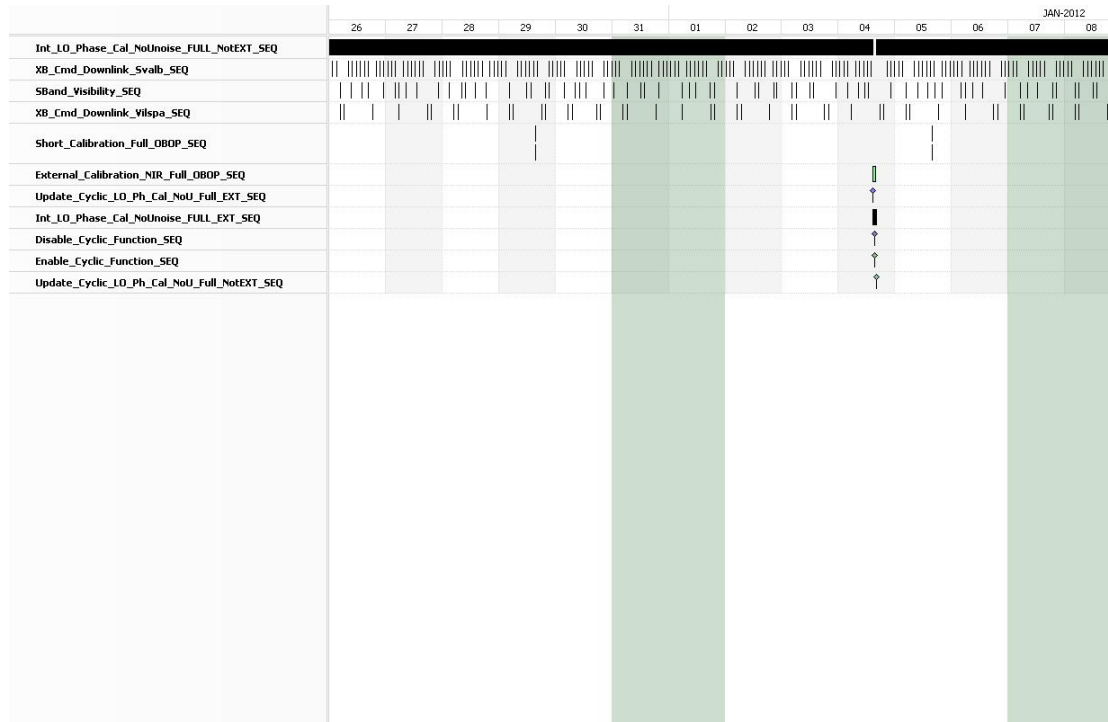 JAN-2012
26 27 28 29 30 31 01 02 03 04 05 06 07 08
Int_LO_Phase_Cal_NoUnoise_FULL_NotEXT_SEQ
XB_Cmd_Downlink_Svalb_SEQ
SBand_Visibility_SEQ
XB_Cmd_Downlink_Vilspa_SEQ
Short_Calibration_Full_OBOP_SEQ
External_Calibration_NIR_Full_OBOP_SEQ
Update_Cyclic_LO_Ph_Cal_NoU_Full_EXT_SEQ
Int_LO_Phase_Cal_NoUnoise_FULL_EXT_SEQ
Disable_Cyclic_Function_SEQ
Enable_Cyclic_Function_SEQ
Update_Cyclic_LO_Ph_Cal_NoU_Full_NotEXT_SEQ